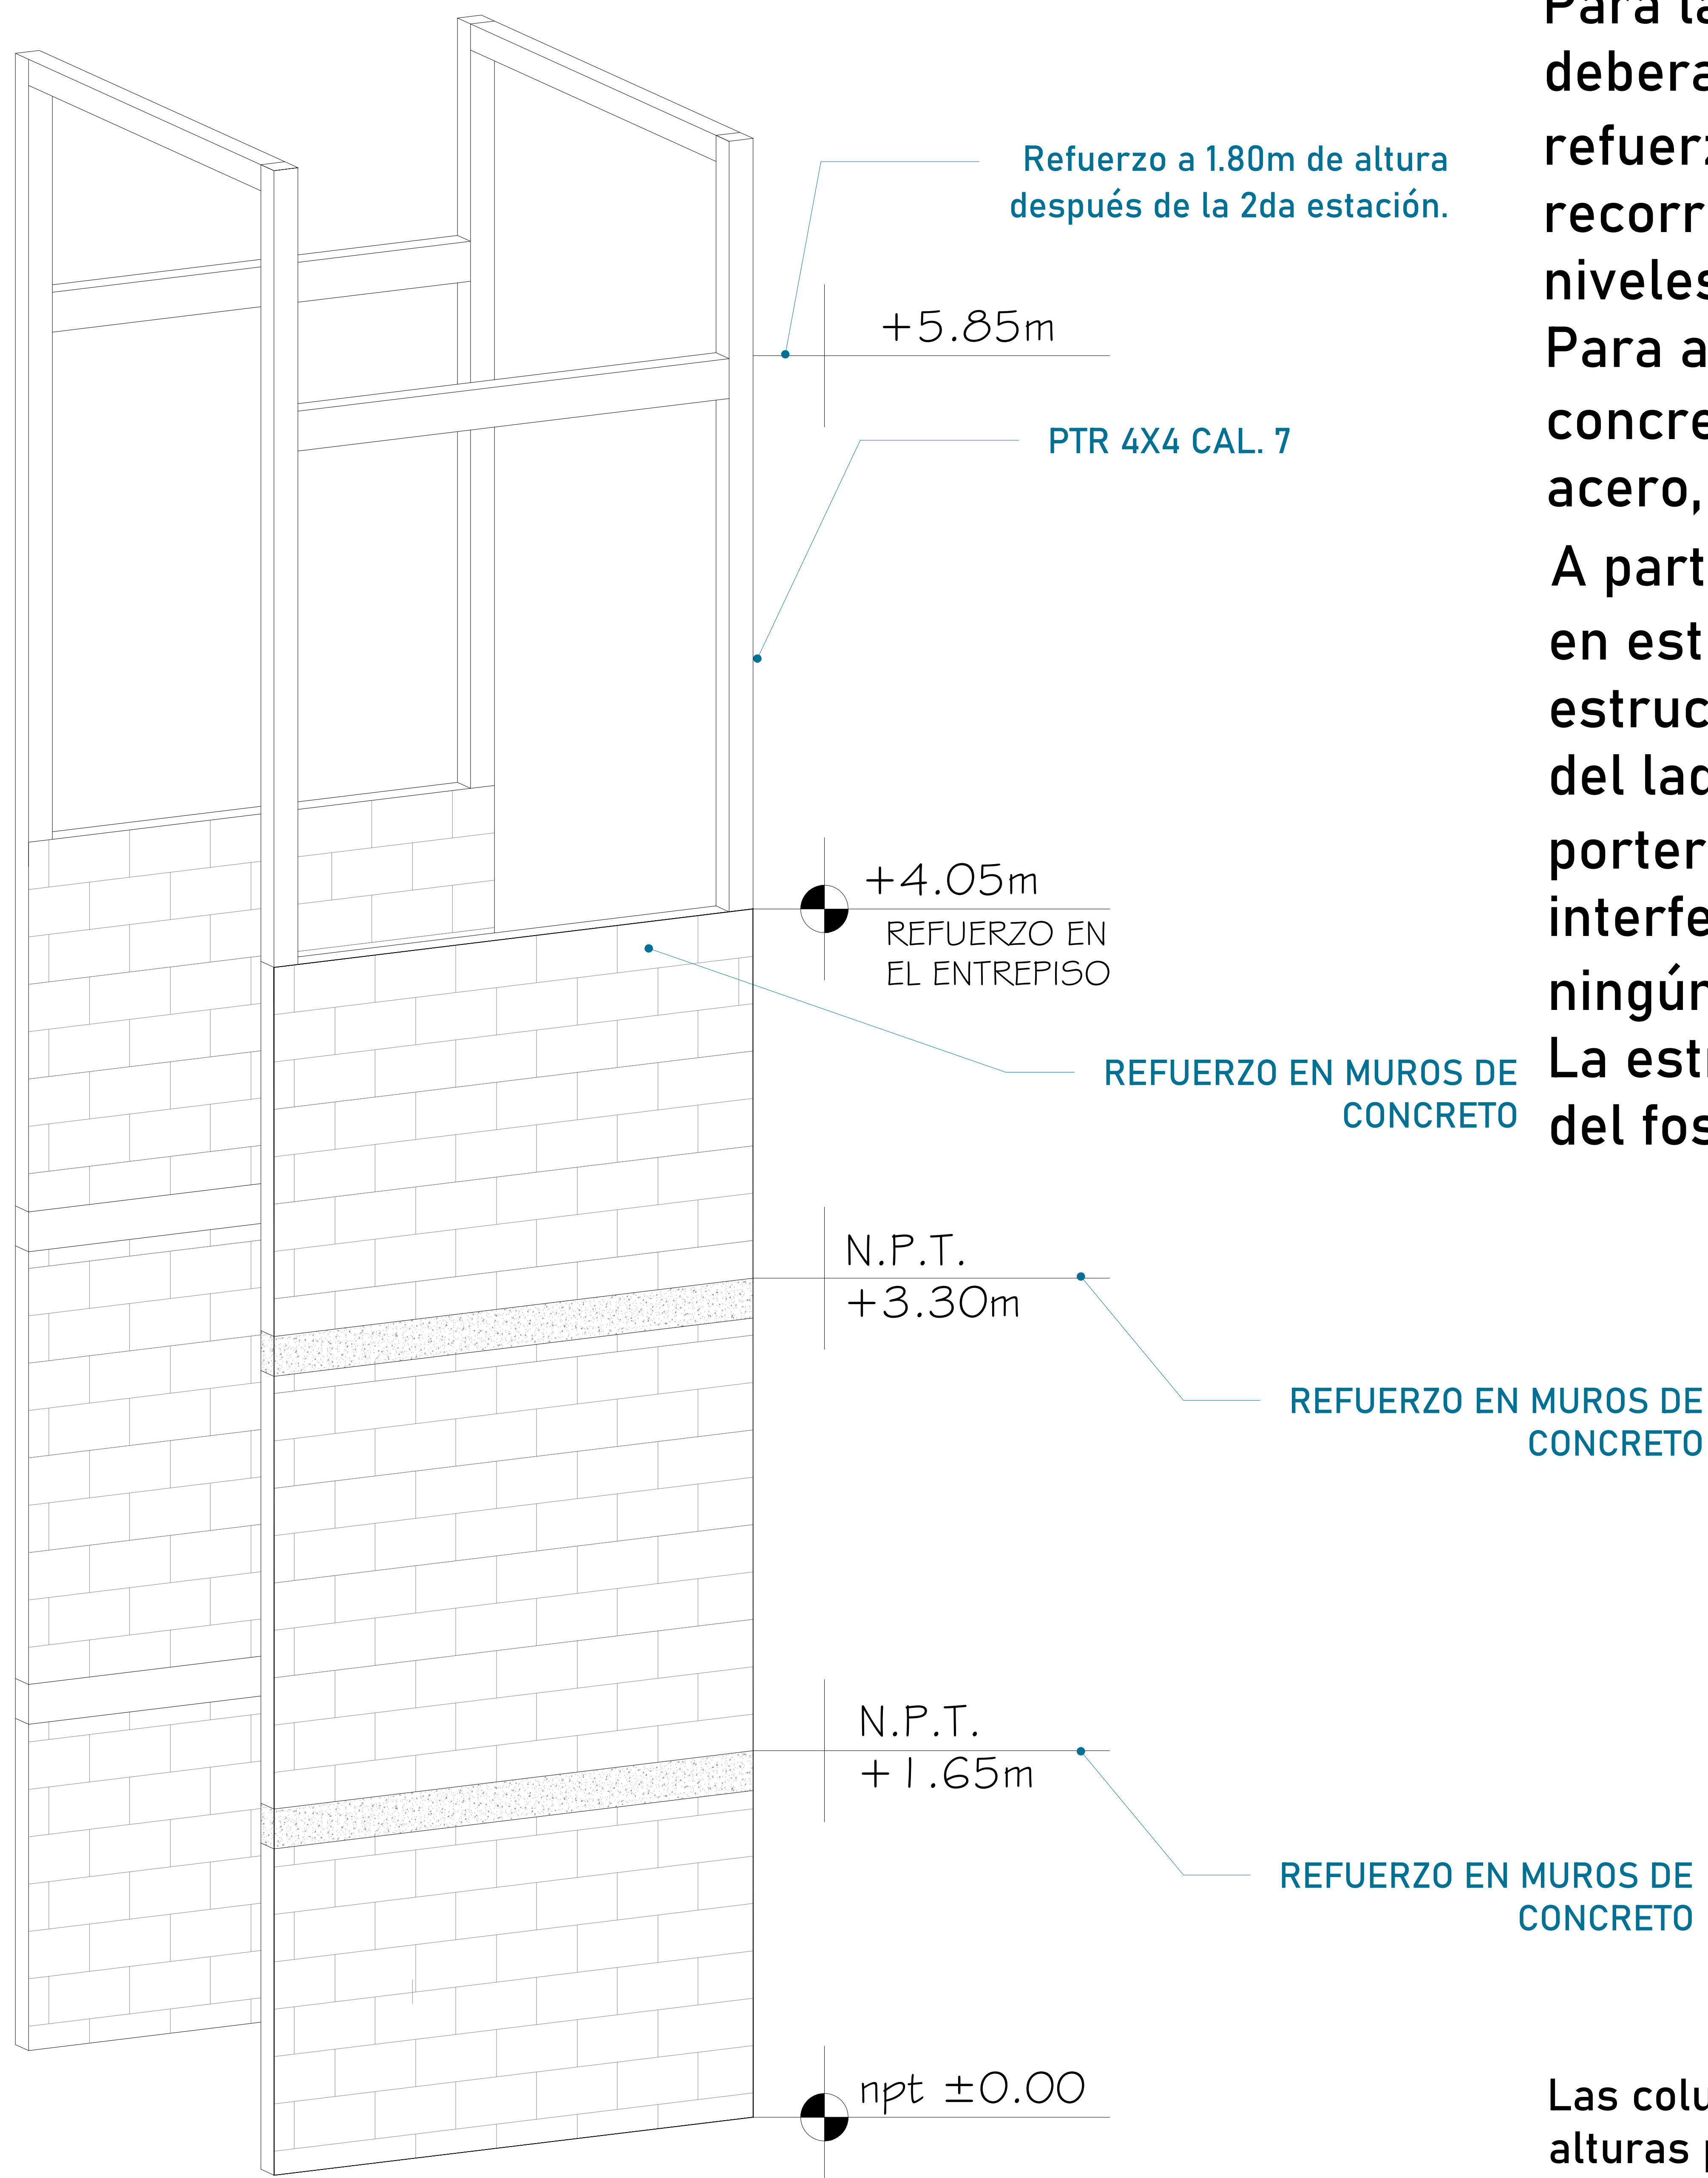 Refuerzo a 1.80m de altura
después de la 2da estación.
+5.85m
PTR 4X4 CAL. 7
+4.05m
REFUERZO EN
EL ENTREPISO
REFUERZO EN MUROS DE
CONCRETO
N.P.T.
+3.30m
REFUERZO EN MUROS DE
CONCRETO
N.P.T.
+1.65m
REFUERZO EN MUROS DE
CONCRETO
npt ±0.00
Para la
debera
refuerz
recorr
niveles
Para a
concre
acero,
A part
en est
estruc
del lad
porter
interfe
ningún
La estr
del fos
Las colu
alturas p